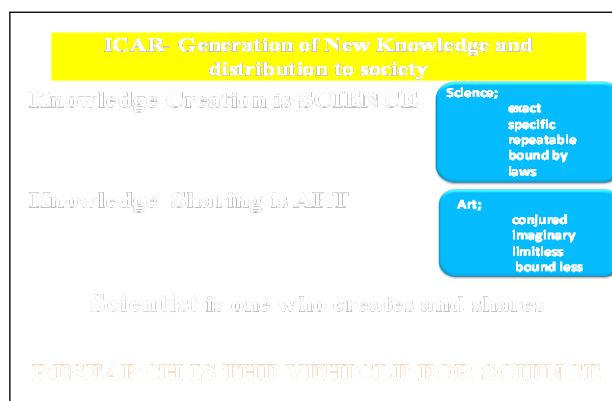 ICAR- Generation of New Knowledge and
distribution to society
Knowledge Creation is SCIENCE
Science;
exact
specific
repeatable
bound by
laws
Knowledge Sharing is ART
Art;
conjured
imaginary
limitless
bound less
Scientist is one who creates and shares
RESEARCH IS THE VEHICLE FOR SCIENCE